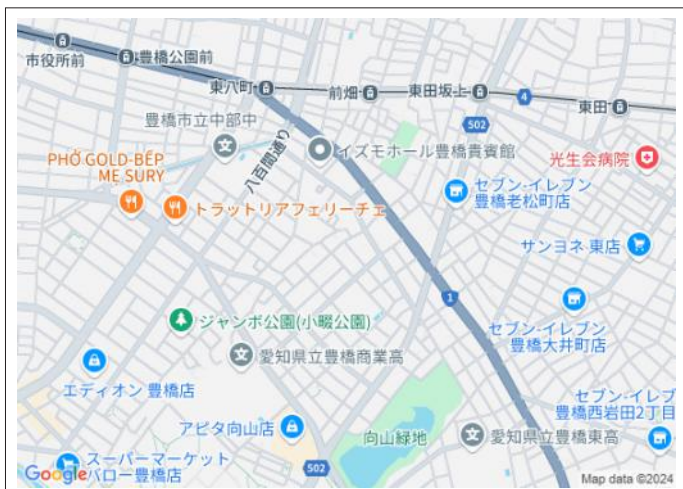 市役所前
豊橋公園前
東八町
前畑
東田坂上
4
東田
502
豊橋市立中部中
八百間通り
イズモホール豊橋貴賓館
光生会病院
PHỞ GOLD-BẾP
MẸ SURY
トラットリアフェリーチェ
セブン-イレブン
豊橋老松町店
サンヨネ 東店
1
ジャンボ公園(小畷公園)
セブン-イレブン
豊橋大井町店
愛知県立豊橋商業高
エディオン 豊橋店
セブン-イレブ
豊橋西岩田2丁目
アピタ向山店
向山緑地
愛知県立豊橋東高
スーパーマーケット
バロー豊橋店
502
Google
Map data ©2024